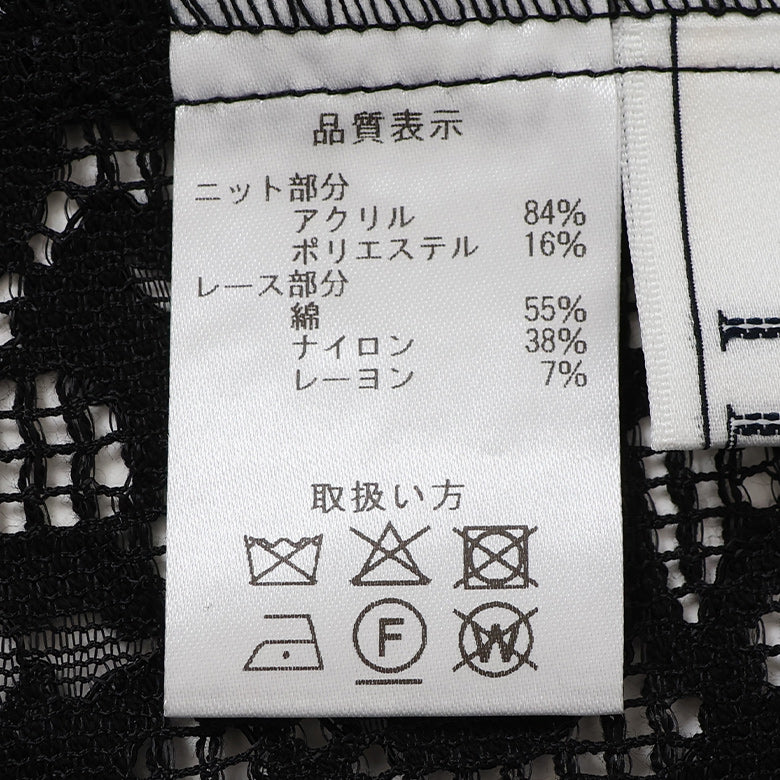 品質表示
ニット部分
アクリル 84%
ポリエステル 16%
レース部分
綿 55%
ナイロン 38%
レーヨン 7%
取扱い方
F W